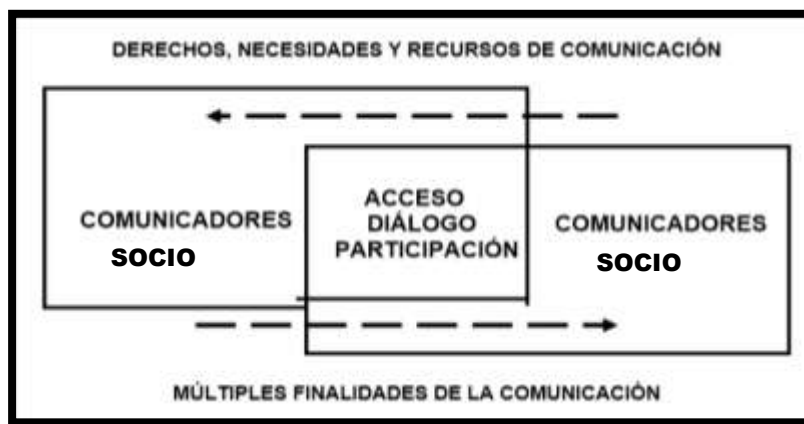 DERECHOS, NECESIDADES Y RECURSOS DE COMUNICACIÓN
COMUNICADORES
SOCIO
ACCESO
DIÁLOGO
PARTICIPACIÓN
COMUNICADORES
SOCIO
MÚLTIPLES FINALIDADES DE LA COMUNICACIÓN